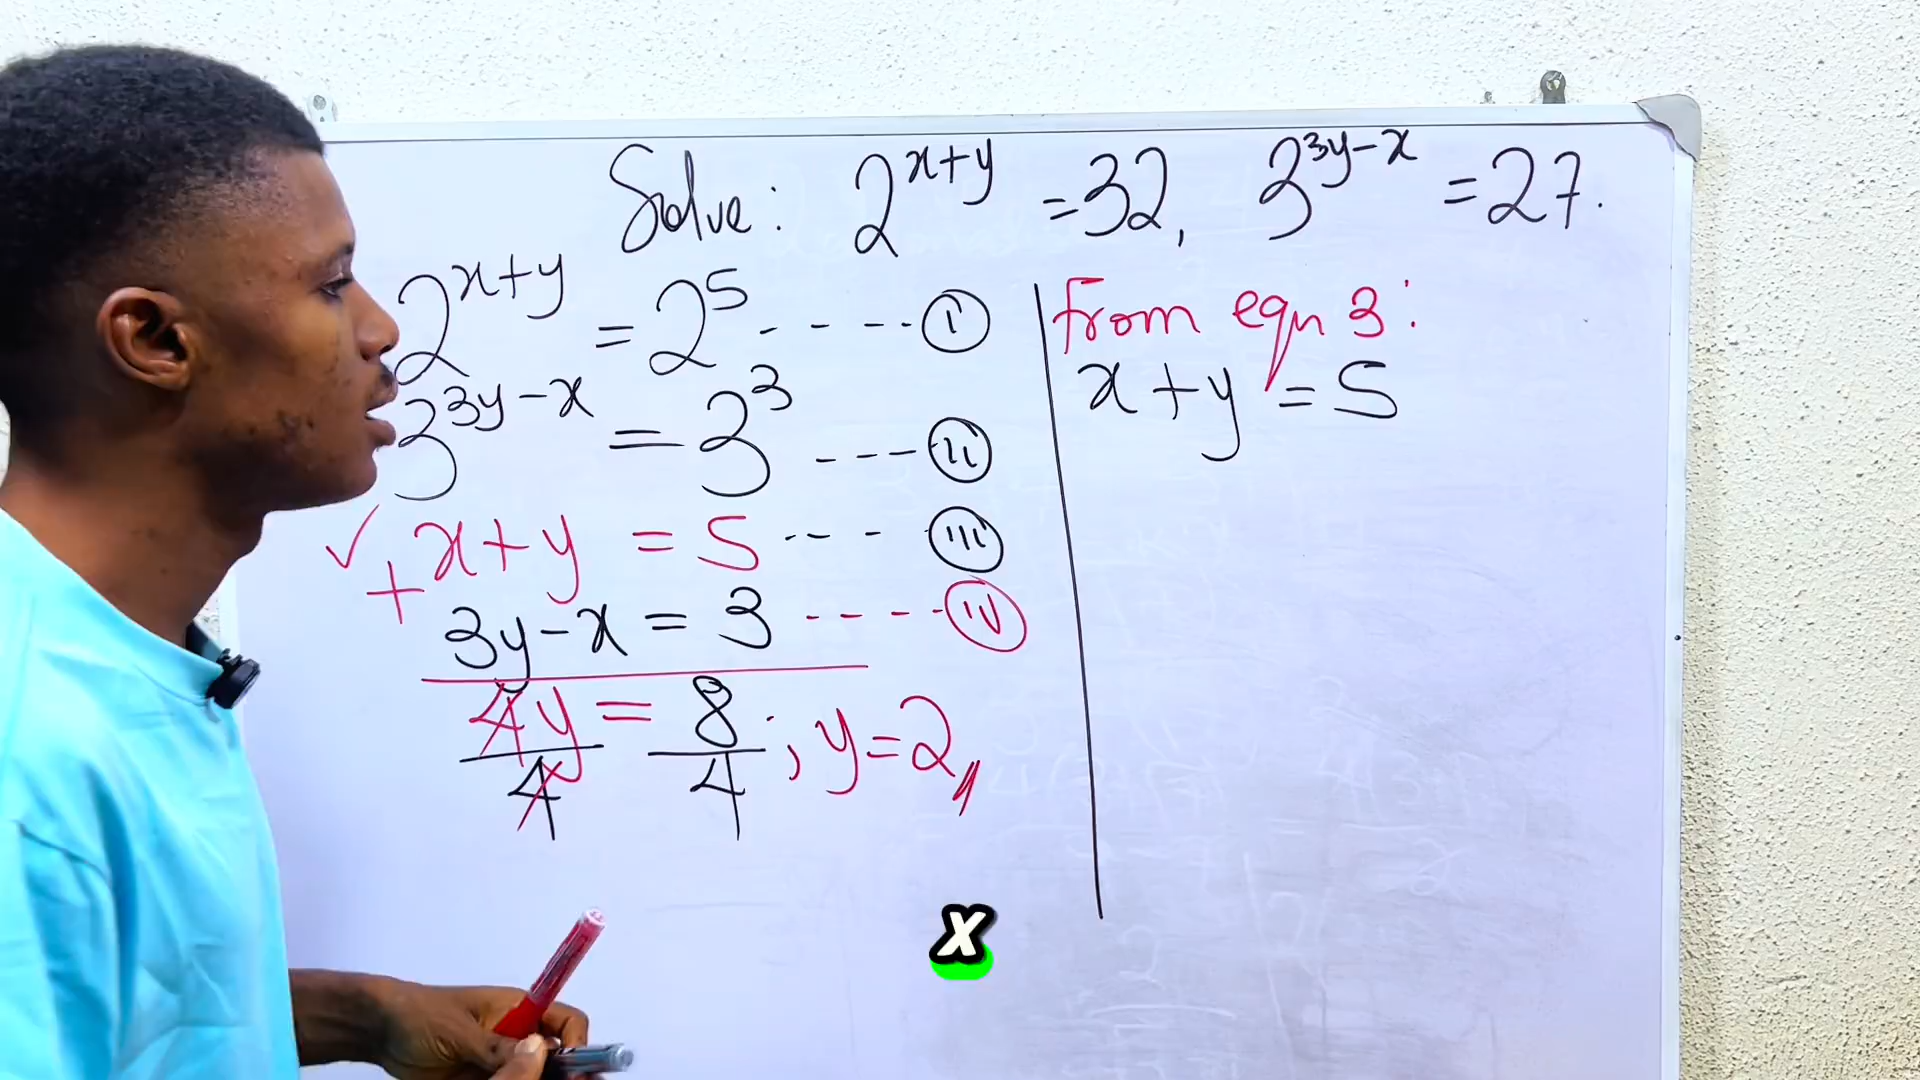 Solve: 2^{x+y} = 32, 3^{3y-x} = 27.
2^{x+y} = 2^5 ---- (i)
3^{3y-x} = 3^3 ---- (ii)
✓ + x+y = 5 --- (iii)
3y-x = 3 ---- (iv)
4y/4 = 8/4 ; y=2
from eqn 3:
x+y = 5
X